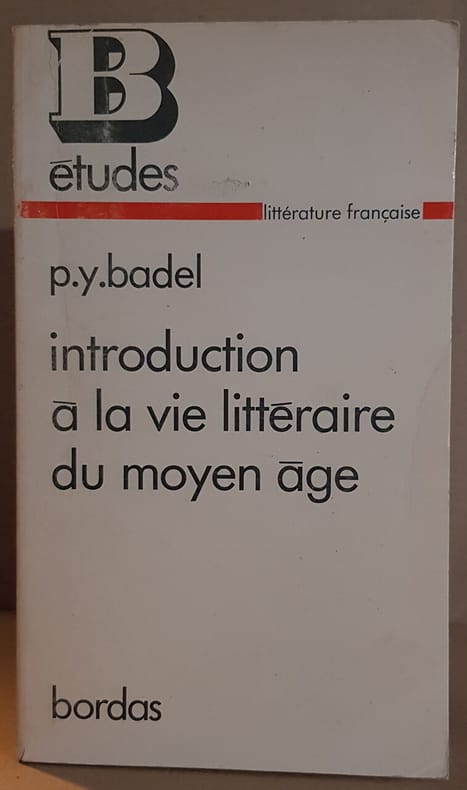 B
études
littérature française
p.y.badel
introduction
à la vie littéraire
du moyen âge
bordas